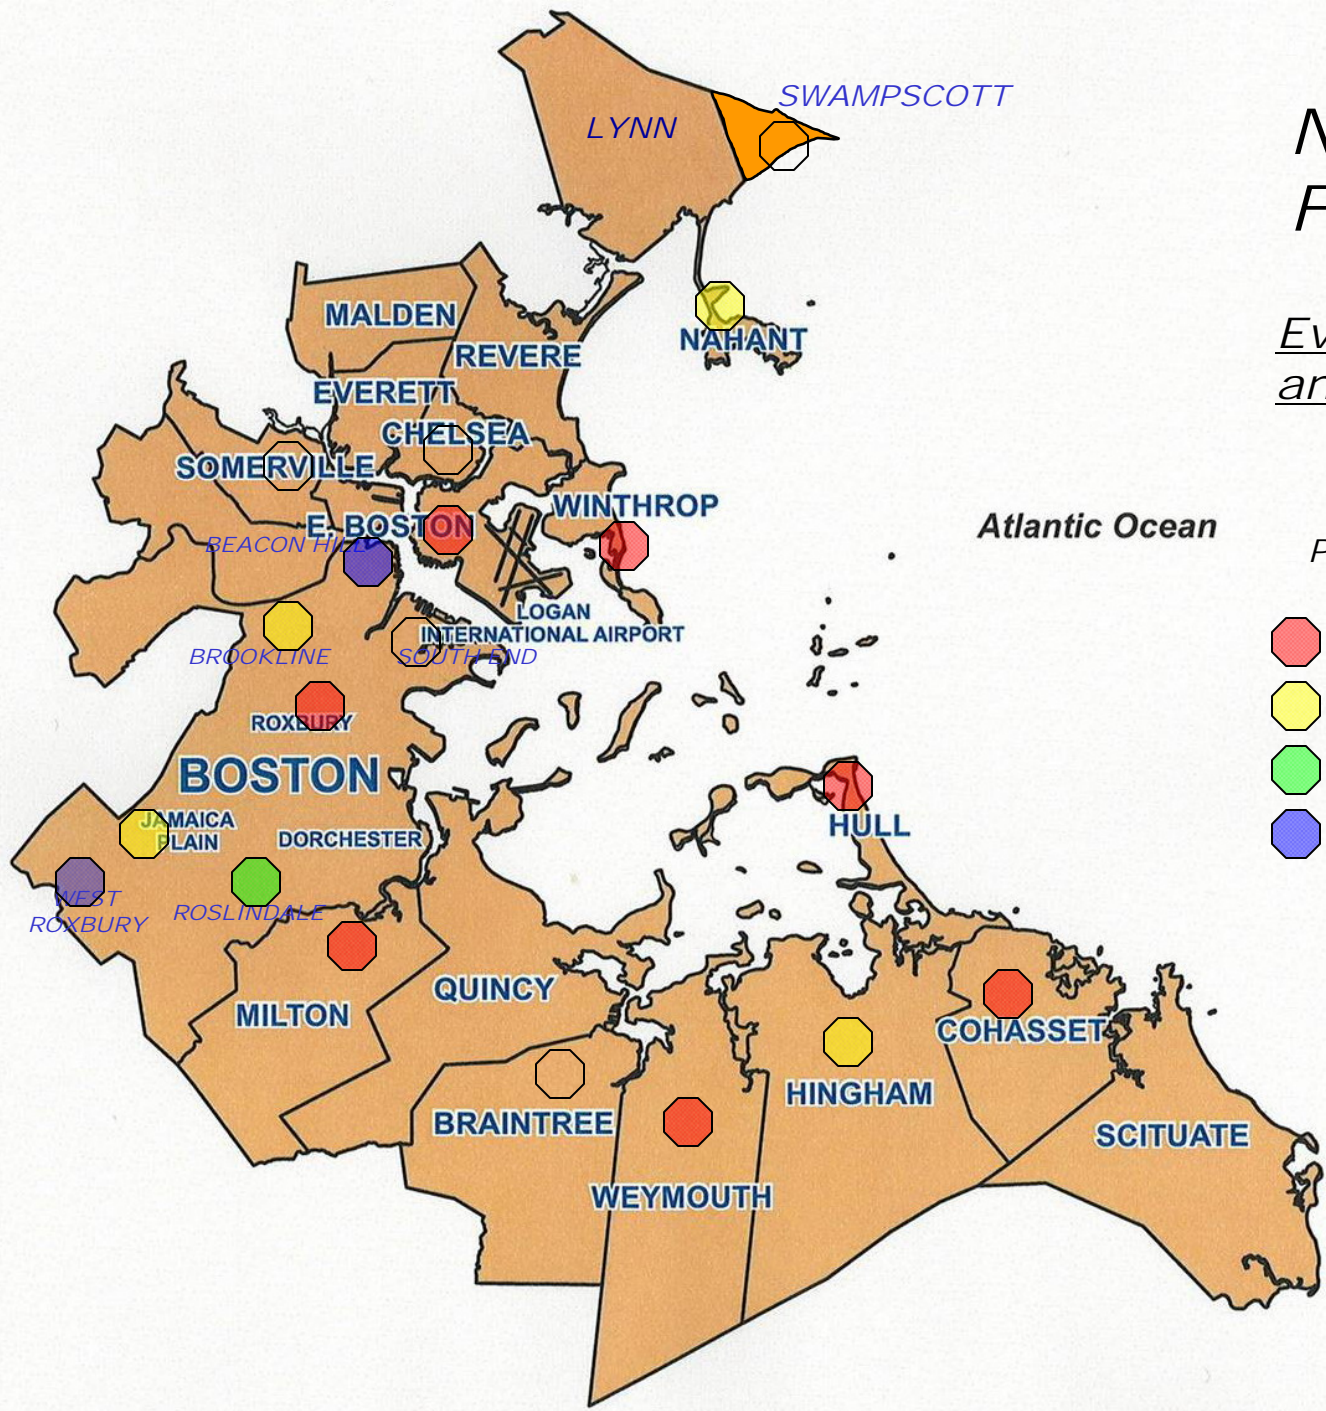 SWAMPSCOTT
LYNN
MALDEN
NAHANT
REVERE
EVERETT
CHELSEA
SOMERVILLE
WINTHROP
E. BOSTON
Atlantic Ocean
BEACON HILL
LOGAN
INTERNATIONAL AIRPORT
BROOKLINE
SOUTH END
ROXBURY
BOSTON
JAMAICA
PLAIN
DORCHESTER
HULL
WEST
ROXBURY
ROSLINDALE
QUINCY
MILTON
COHASSET
HINGHAM
BRAINTREE
SCITUATE
WEYMOUTH